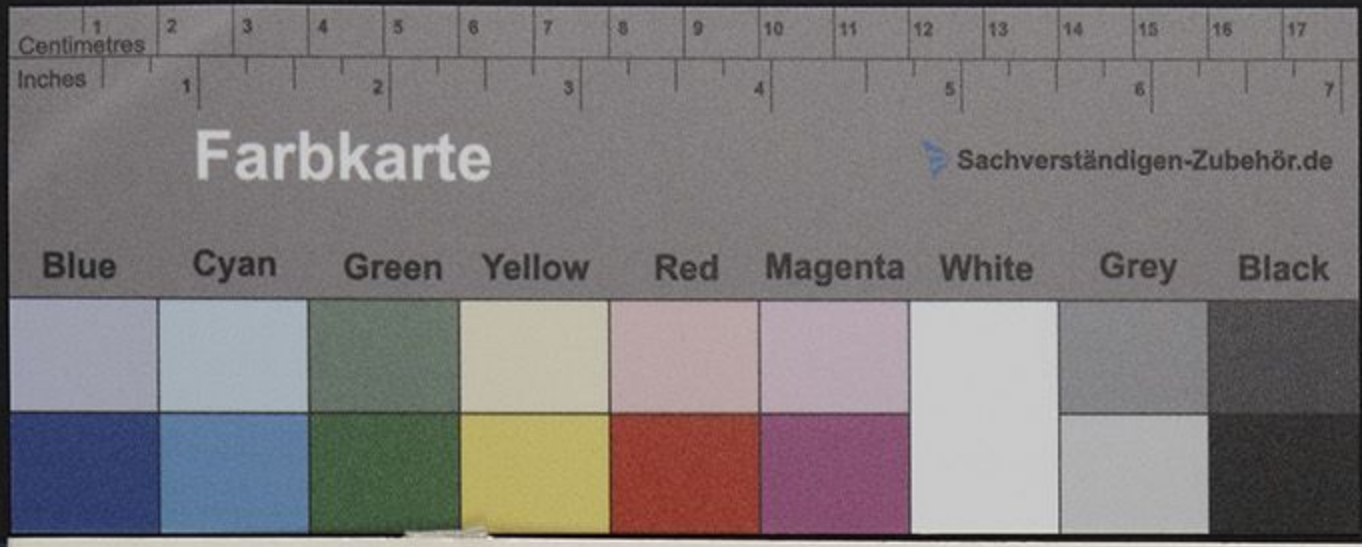 1 2 3 4 5 6 7 8 9 10 11 12 13 14 15 16 17
Centimetres
Inches
1 2 3 4 5 6 7
Farbkarte
Sachverständigen-Zubehör.de
Blue Cyan Green Yellow Red Magenta White Grey Black